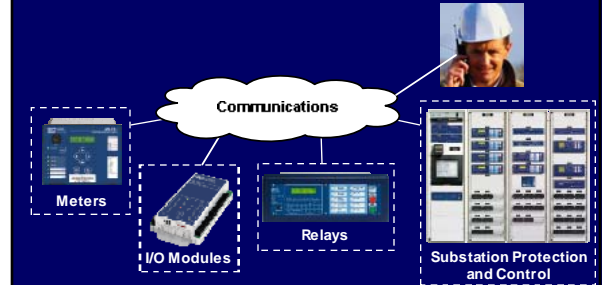 Communications
Meters
I/O Modules
Relays
Substation Protection
and Control